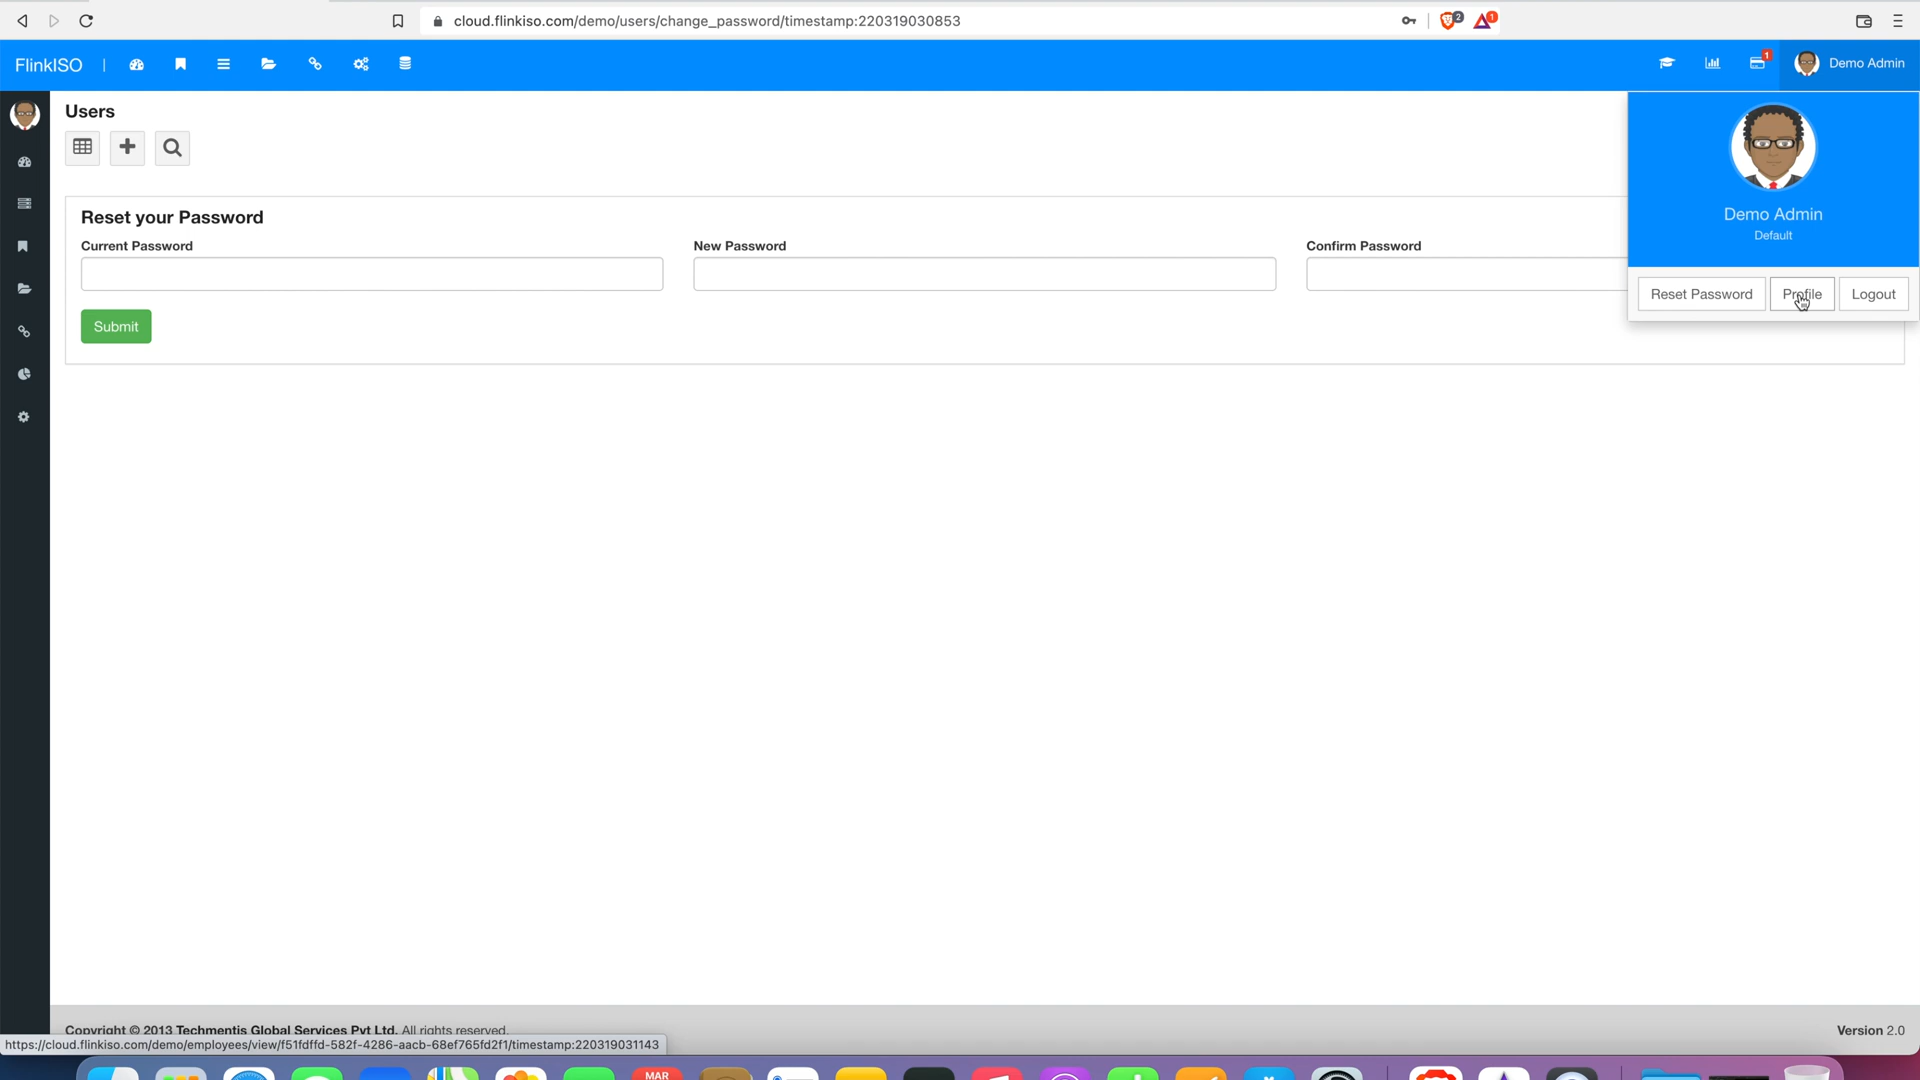 cloud.flinkiso.com/demo/users/change_password/timestamp:220319030853
2
1
FlinkISO |
1
Demo Admin
Users
Demo Admin
Default
Reset Password
Profile
Logout
Reset your Password
Current Password
New Password
Confirm Password
Submit
Copyright © 2013 Techmentis Global Services Pvt Ltd. All rights reserved.
Version 2.0
https://cloud.flinkiso.com/demo/employees/view/f51fdffd-582f-4286-aacb-68ef765fd2f1/timestamp:220319031143
MAR